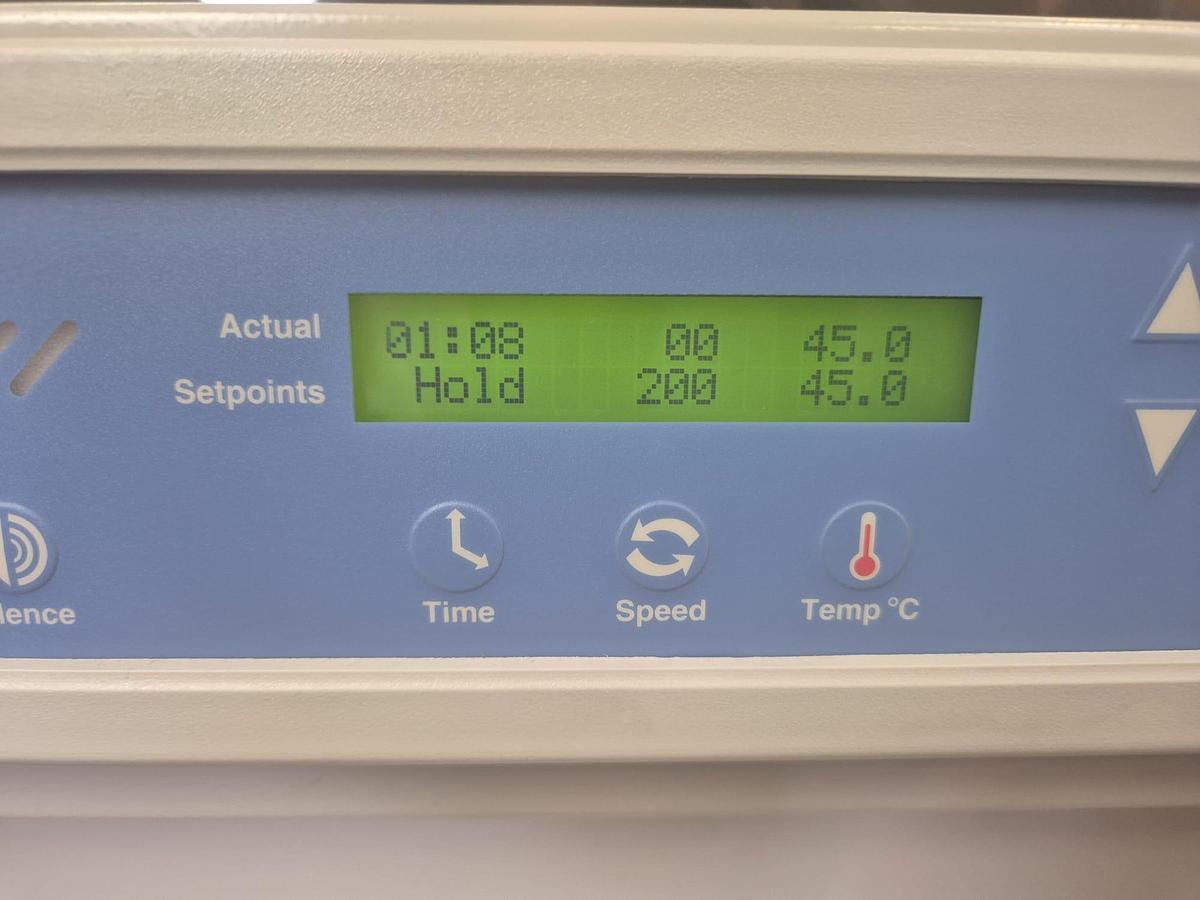 Actual 01:08 00 45.0
Setpoints Hold 200 45.0
Time Speed Temp °C